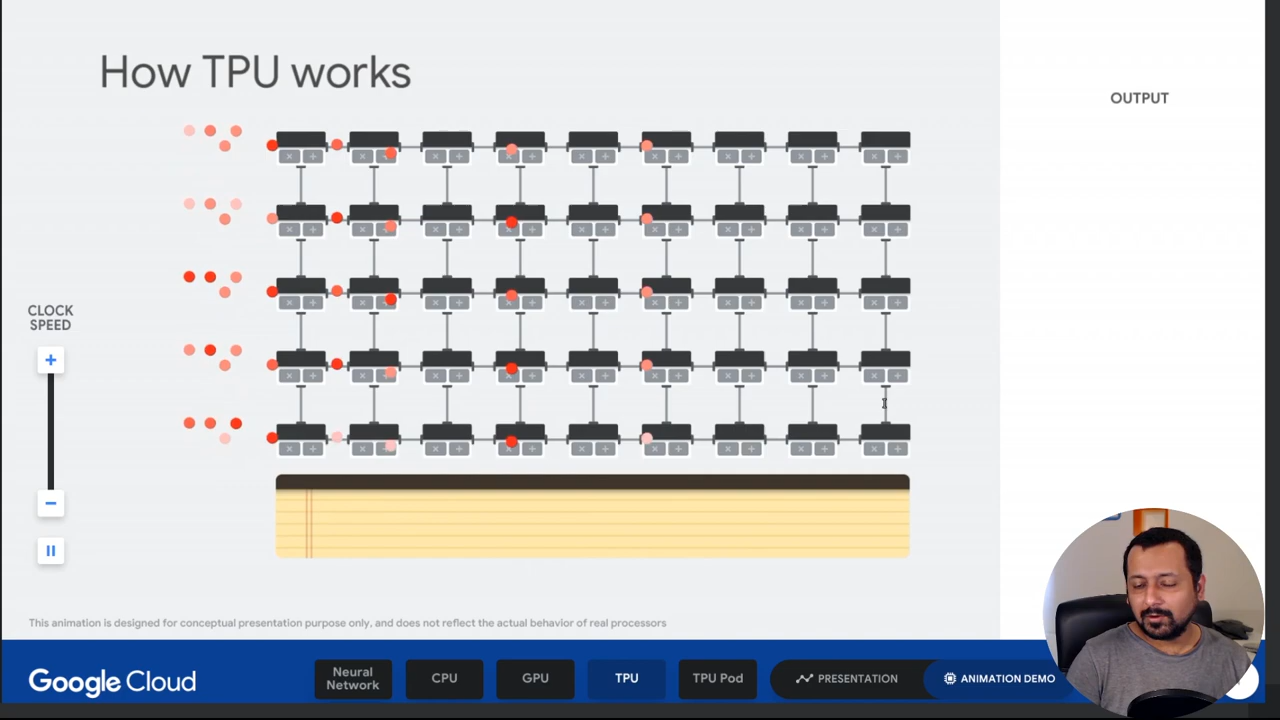 How TPU works
OUTPUT
CLOCK
SPEED
This animation is designed for conceptual presentation purpose only, and does not reflect the actual behavior of real processors
Google Cloud
Neural
Network
CPU
GPU
TPU
TPU Pod
PRESENTATION
ANIMATION DEMO